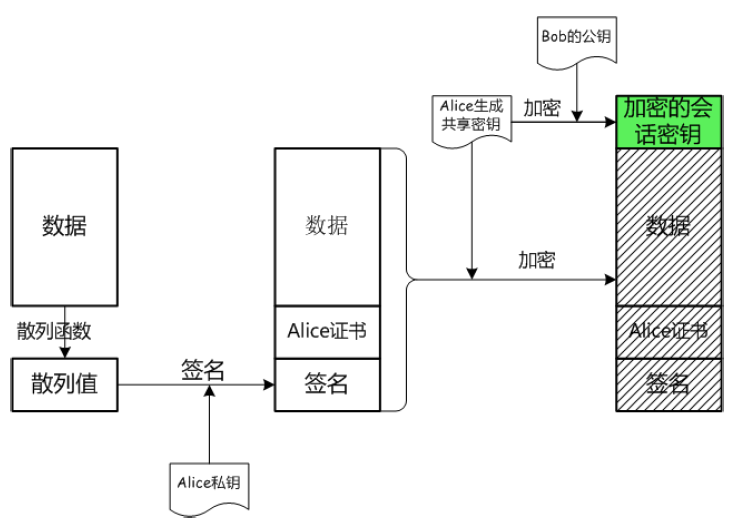 Bob的公钥
Alice生成
共享密钥
加密
加密的会
话密钥
数据
数据
数据
加密
散列函数
Alice证书
Alice证书
散列值
签名
签名
签名
Alice私钥